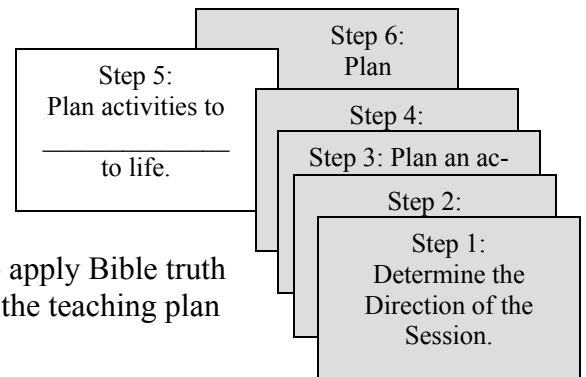 Step 6:
Plan
Step 5:
Plan activities to
______________
to life.
Step 4:
Step 3: Plan an ac-
Step 2:
Step 1:
Determine the
Direction of the
Session.
apply Bible truth
the teaching plan